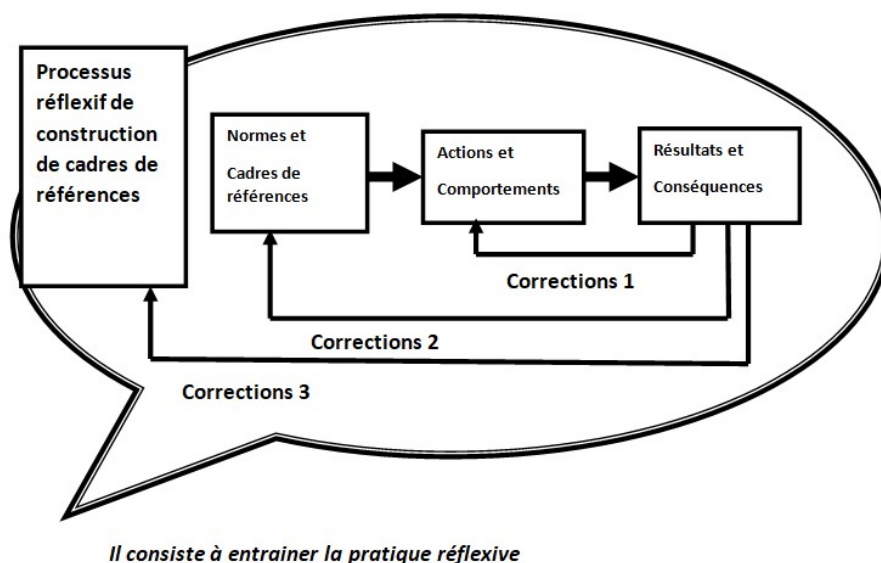 Processus
réflexif de
construction
de cadres de
références
Normes et
Cadres de
références
Actions et
Comportements
Résultats et
Conséquences
Corrections 1
Corrections 2
Corrections 3
Il consiste à entrainer la pratique réflexive